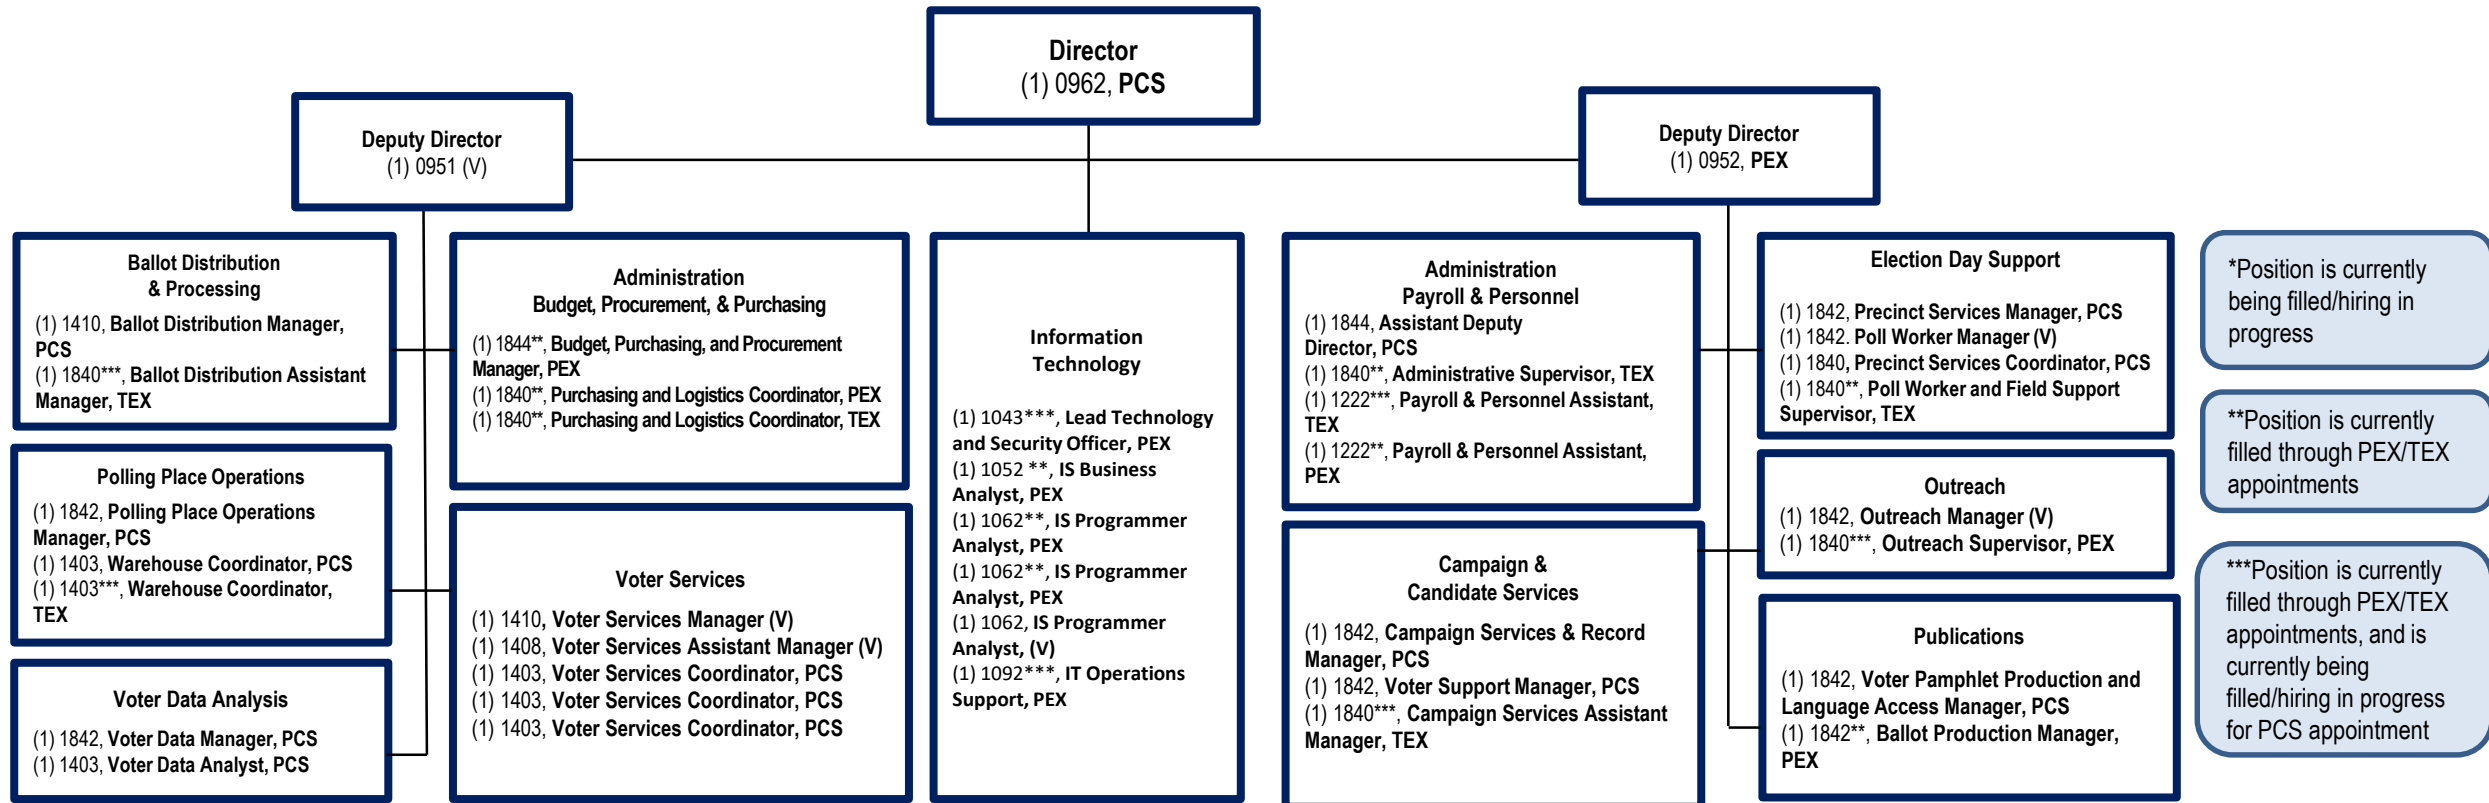 Director
(1) 0962, PCS
Deputy Director
(1) 0951 (V)
Deputy Director
(1) 0952, PEX
Ballot Distribution
& Processing
(1) 1410, Ballot Distribution Manager,
PCS
(1) 1840***, Ballot Distribution Assistant
Manager, TEX
Polling Place Operations
(1) 1842, Polling Place Operations
Manager, PCS
(1) 1403, Warehouse Coordinator, PCS
(1) 1403***, Warehouse Coordinator,
TEX
Voter Data Analysis
(1) 1842, Voter Data Manager, PCS
(1) 1403, Voter Data Analyst, PCS
Administration
Budget, Procurement, & Purchasing
(1) 1844**, Budget, Purchasing, and Procurement
Manager, PEX
(1) 1840**, Purchasing and Logistics Coordinator, PEX
(1) 1840**, Purchasing and Logistics Coordinator, TEX
Voter Services
(1) 1410, Voter Services Manager (V)
(1) 1408, Voter Services Assistant Manager (V)
(1) 1403, Voter Services Coordinator, PCS
(1) 1403, Voter Services Coordinator, PCS
(1) 1403, Voter Services Coordinator, PCS
Information
Technology
(1) 1043***, Lead Technology
and Security Officer, PEX
(1) 1052 **, IS Business
Analyst, PEX
(1) 1062**, IS Programmer
Analyst, PEX
(1) 1062**, IS Programmer
Analyst, PEX
(1) 1062, IS Programmer
Analyst, (V)
(1) 1092***, IT Operations
Support, PEX
Administration
Payroll & Personnel
(1) 1844, Assistant Deputy
Director, PCS
(1) 1840**, Administrative Supervisor, TEX
(1) 1222***, Payroll & Personnel Assistant,
TEX
(1) 1222**, Payroll & Personnel Assistant,
PEX
Campaign &
Candidate Services
(1) 1842, Campaign Services & Record
Manager, PCS
(1) 1842, Voter Support Manager, PCS
(1) 1840***, Campaign Services Assistant
Manager, TEX
Election Day Support
(1) 1842, Precinct Services Manager, PCS
(1) 1842. Poll Worker Manager (V)
(1) 1840, Precinct Services Coordinator, PCS
(1) 1840**, Poll Worker and Field Support
Supervisor, TEX
Outreach
(1) 1842, Outreach Manager (V)
(1) 1840***, Outreach Supervisor, PEX
Publications
(1) 1842, Voter Pamphlet Production and
Language Access Manager, PCS
(1) 1842**, Ballot Production Manager,
PEX
*Position is currently
being filled/hiring in
progress
**Position is currently
filled through PEX/TEX
appointments
***Position is currently
filled through PEX/TEX
appointments, and is
currently being
filled/hiring in progress
for PCS appointment